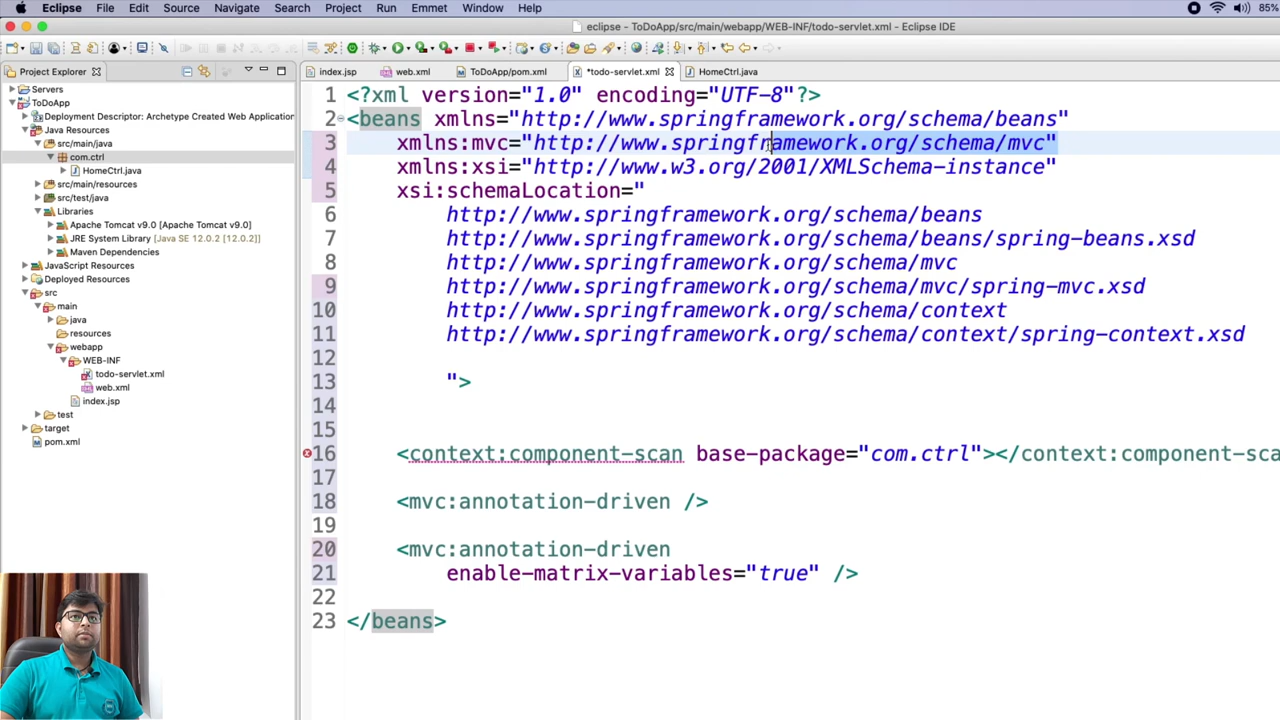 Eclipse File Edit Source Navigate Search Project Run Emmet Window Help 85%
eclipse - ToDoApp/src/main/webapp/WEB-INF/todo-servlet.xml - Eclipse IDE
Project Explorer
index.jsp web.xml ToDoApp/pom.xml *todo-servlet.xml HomeCtrl.java
Servers
ToDoApp
Deployment Descriptor: Archetype Created Web Application
Java Resources
src/main/java
com.ctrl
HomeCtrl.java
src/main/resources
src/test/java
Libraries
Apache Tomcat v9.0 [Apache Tomcat v9.0]
JRE System Library [Java SE 12.0.2 [12.0.2]]
Maven Dependencies
JavaScript Resources
Deployed Resources
src
main
java
resources
webapp
WEB-INF
todo-servlet.xml
web.xml
index.jsp
test
target
pom.xml
1 <?xml version="1.0" encoding="UTF-8"?>
2 <beans xmlns="http://www.springframework.org/schema/beans"
3 xmlns:mvc="http://www.springframework.org/schema/mvc"
4 xmlns:xsi="http://www.w3.org/2001/XMLSchema-instance"
5 xsi:schemaLocation="
6 http://www.springframework.org/schema/beans
7 http://www.springframework.org/schema/beans/spring-beans.xsd
8 http://www.springframework.org/schema/mvc
9 http://www.springframework.org/schema/mvc/spring-mvc.xsd
10 http://www.springframework.org/schema/context
11 http://www.springframework.org/schema/context/spring-context.xsd
12
13 ">
14
15
16 <context:component-scan base-package="com.ctrl"></context:component-sca
17
18 <mvc:annotation-driven />
19
20 <mvc:annotation-driven
21 enable-matrix-variables="true" />
22
23 </beans>